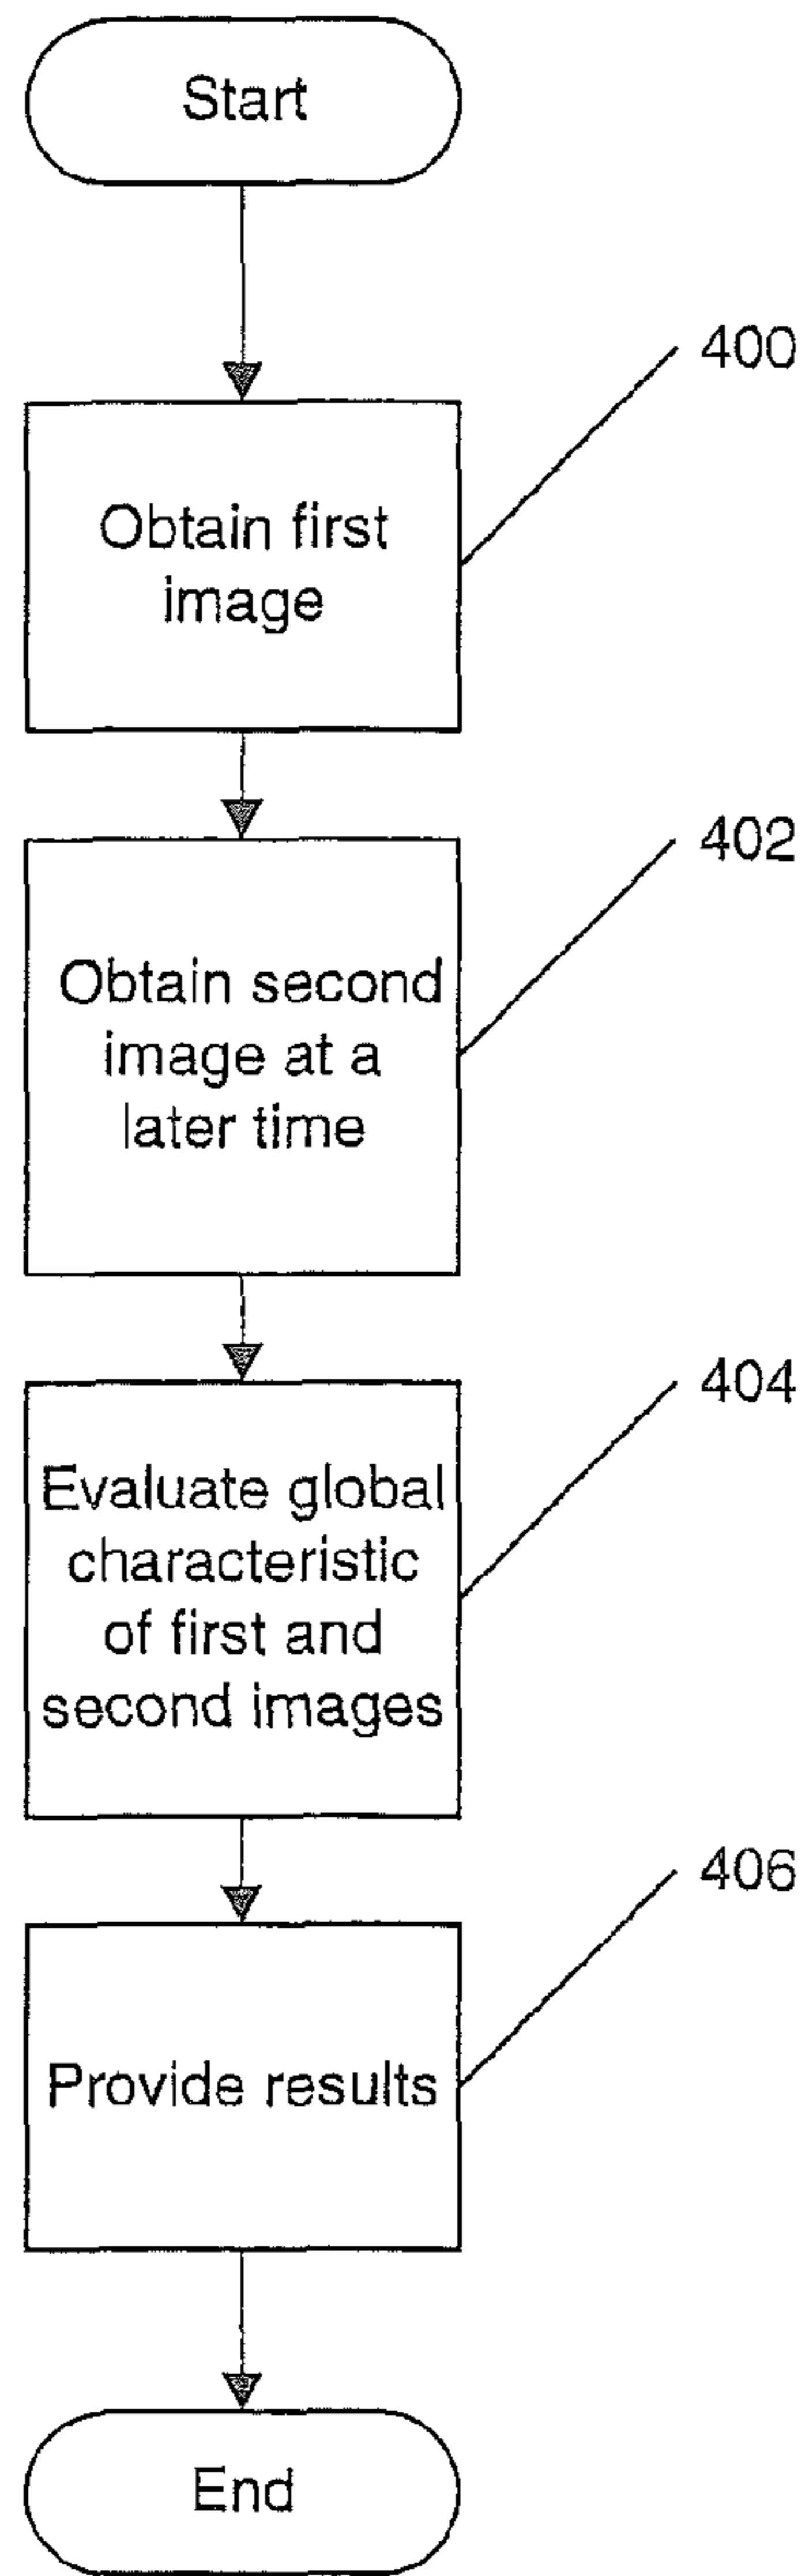 Start
400
Obtain first
image
402
Obtain second
image at a
later time
404
Evaluate global
characteristic
of first and
second images
406
Provide results
End